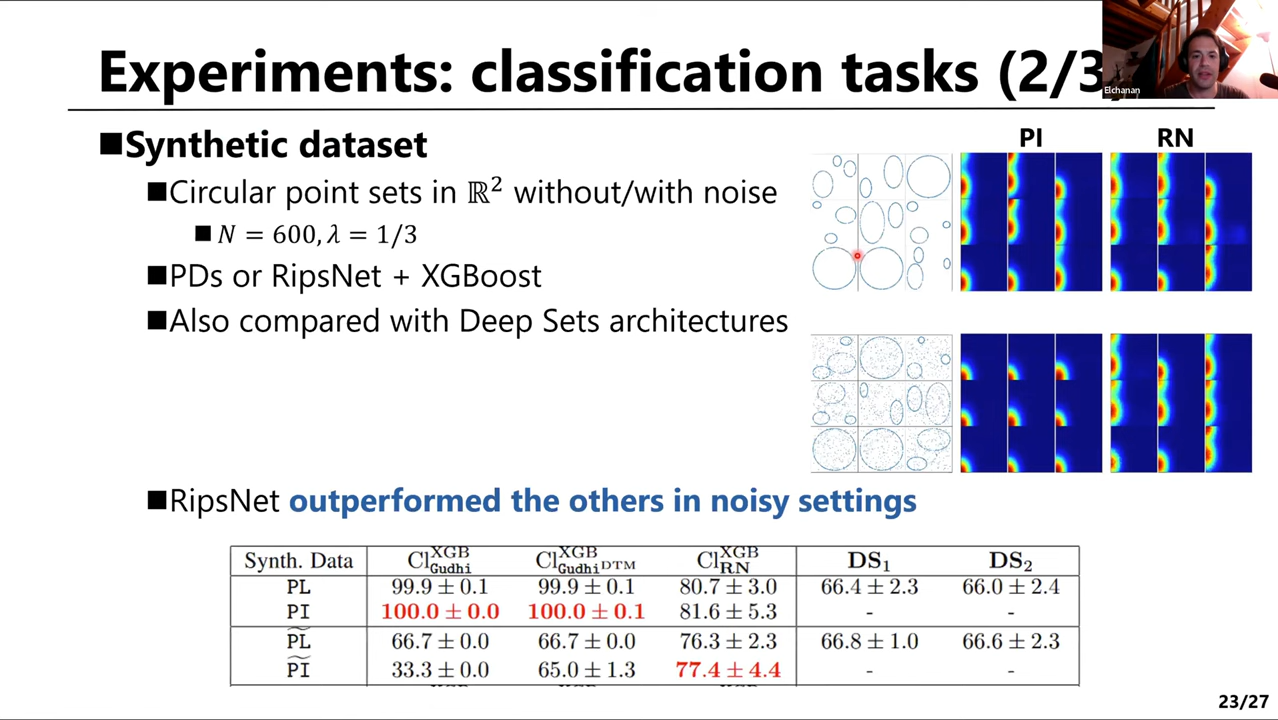 Experiments: classification tasks (2/3
Elchanan
■Synthetic dataset
■Circular point sets in ℝ² without/with noise
■ N = 600, λ = 1/3
■PDs or RipsNet + XGBoost
■Also compared with Deep Sets architectures
PI RN
■RipsNet outperformed the others in noisy settings
Synth. Data Cl^XGB_Gudhi Cl^XGB_Gudhi^DTM Cl^XGB_RN DS₁ DS₂
PL 99.9 ± 0.1 99.9 ± 0.1 80.7 ± 3.0 66.4 ± 2.3 66.0 ± 2.4
PI 100.0 ± 0.0 100.0 ± 0.1 81.6 ± 5.3 - -
P̃L̃ 66.7 ± 0.0 66.7 ± 0.0 76.3 ± 2.3 66.8 ± 1.0 66.6 ± 2.3
P̃Ĩ 33.3 ± 0.0 65.0 ± 1.3 77.4 ± 4.4 - -
23/27